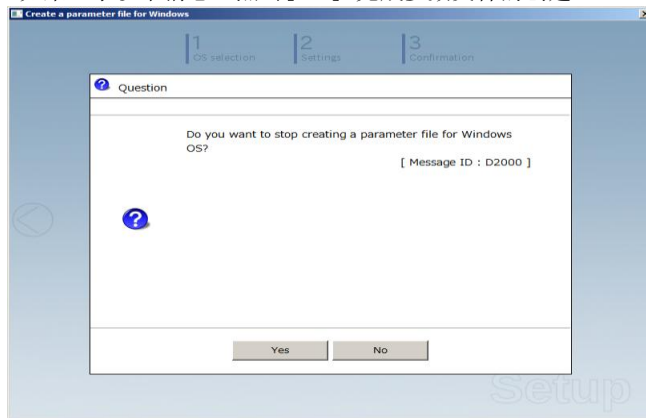 Create a parameter file for Windows
1
OS selection
2
Settings
3
Confirmation
Question
Do you want to stop creating a parameter file for Windows
OS?
[ Message ID : D2000 ]
Yes
No
Setup